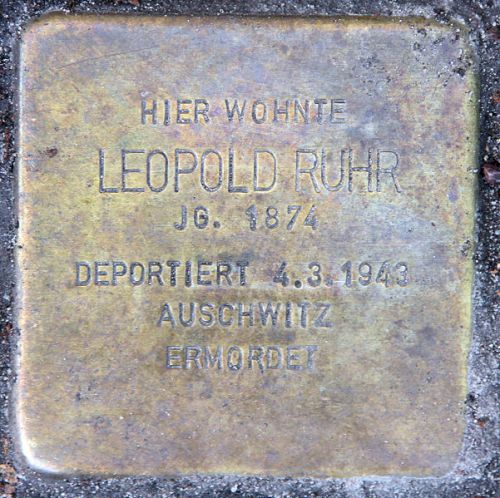 HIER WOHNTE
LEOPOLD RUHR
JG. 1874
DEPORTIERT 4.3.1943
AUSCHWITZ
ERMORDET